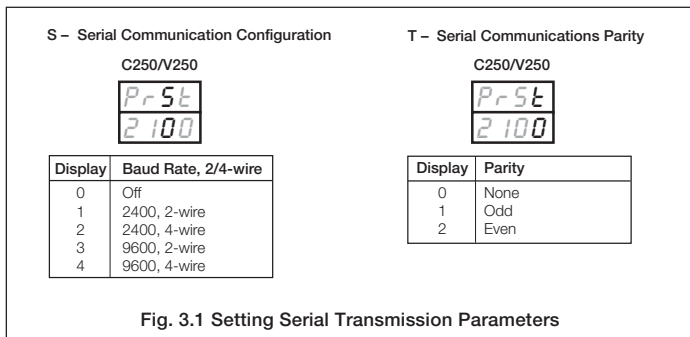 S – Serial Communication Configuration
C250/V250
PrSt
2100
Display Baud Rate, 2/4-wire
0 Off
1 2400, 2-wire
2 2400, 4-wire
3 9600, 2-wire
4 9600, 4-wire
T – Serial Communications Parity
C250/V250
PrSt
2100
Display Parity
0 None
1 Odd
2 Even
Fig. 3.1 Setting Serial Transmission Parameters